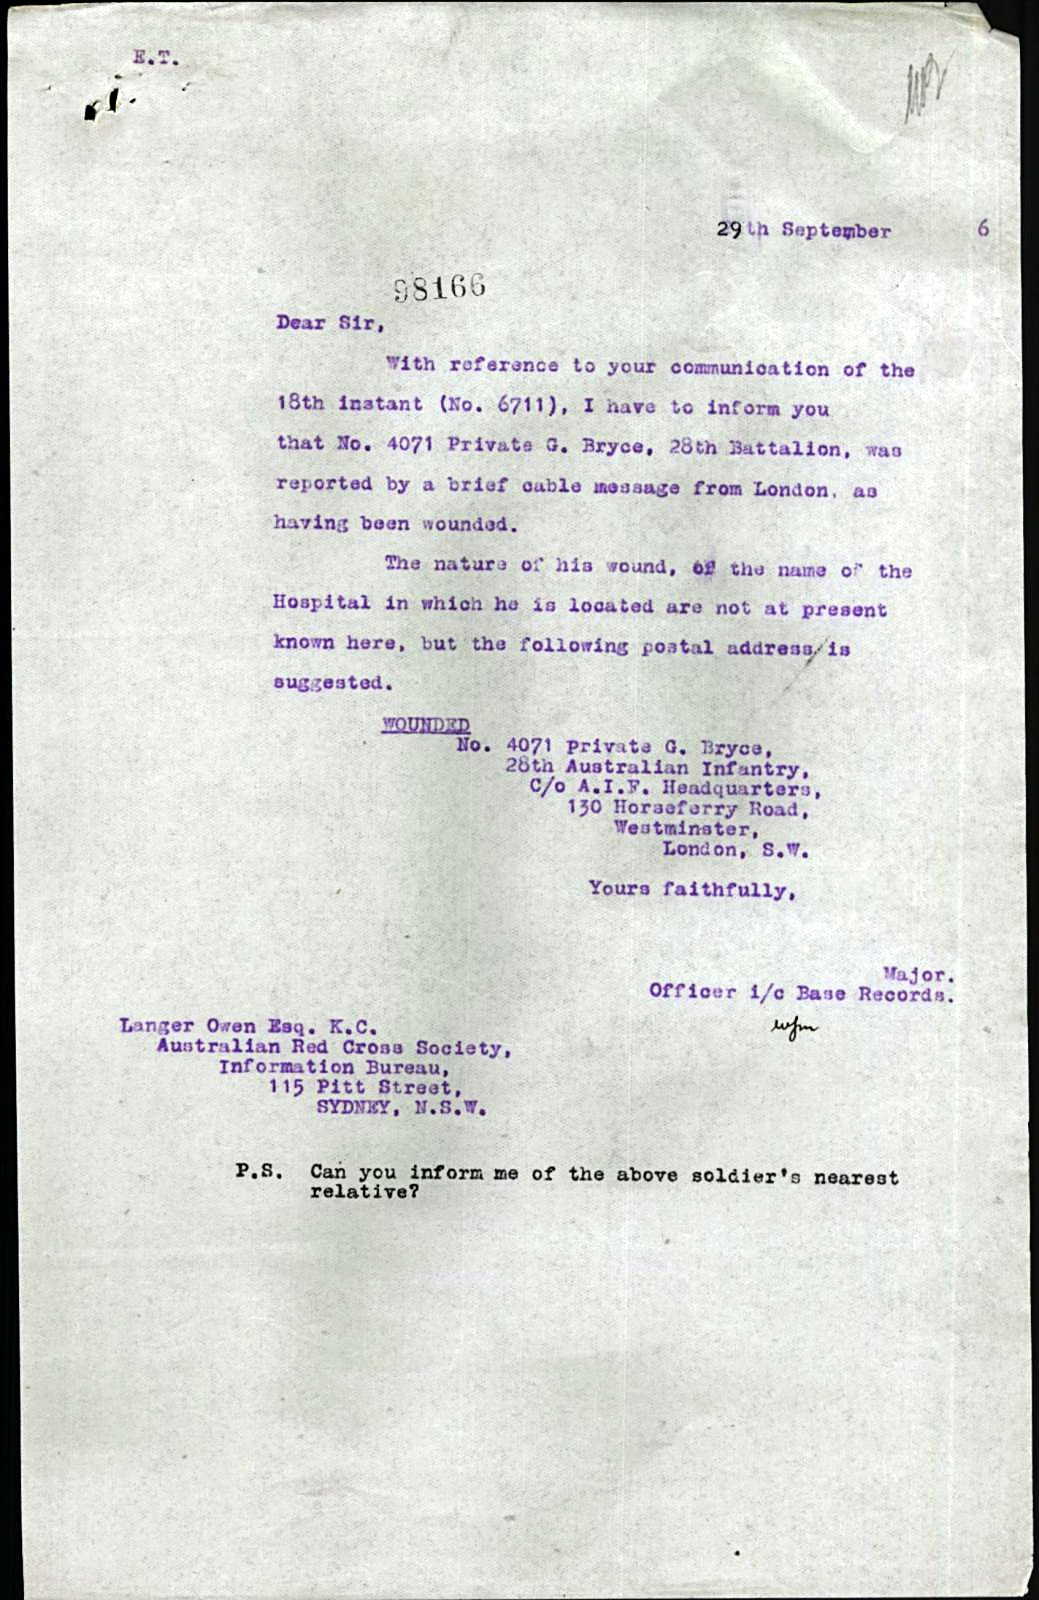 E.T.
29th September 6
98166
Dear Sir,
With reference to your communication of the
18th instant (No. 6711), I have to inform you
that No. 4071 Private G. Bryce, 28th Battalion, was
reported by a brief cable message from London, as
having been wounded.
The nature of his wound, of the name of the
Hospital in which he is located are not at present
known here, but the following postal address is
suggested.
WOUNDED
No. 4071 Private G. Bryce,
28th Australian Infantry,
C/o A.I.F. Headquarters,
130 Horseferry Road,
Westminster,
London, S.W.
Yours faithfully,
Major.
Officer i/c Base Records.
Langer Owen Esq. K.C.
Australian Red Cross Society,
Information Bureau,
115 Pitt Street,
SYDNEY, N.S.W.
P.S. Can you inform me of the above soldier's nearest
relative?